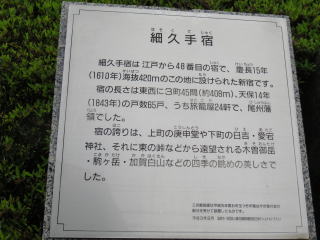 細久手宿
細久手宿は江戸から48番目の宿で、慶長15年
(1610年)海抜420mのこの地に設けられた新宿です。
宿の長さは東西に3町45間(約408m)、天保14年
(1843年)の戸数65戸、うち旅籠屋24軒で、尾州藩
領でした。
宿の誇りは、上町の庚申堂や下町の日吉・愛宕
神社、それに東の峠などから遠望される木曽御岳
・駒ヶ岳・加賀白山などの四季の眺めの美しさで
した。